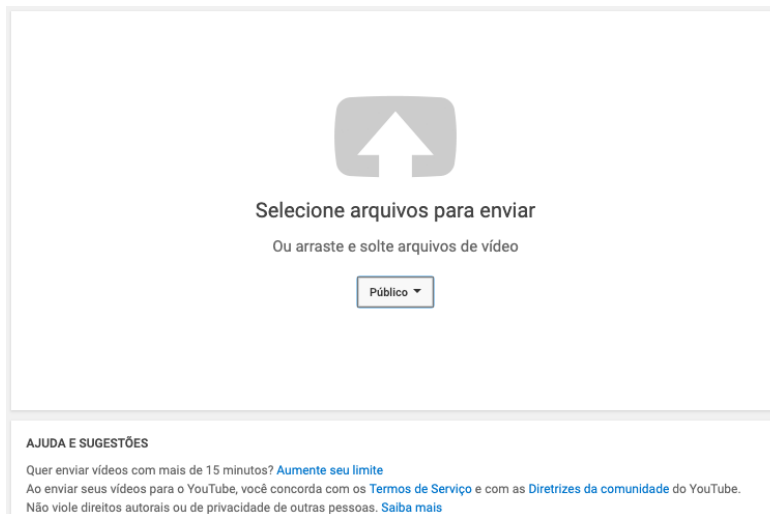 Selecione arquivos para enviar
Ou arraste e solte arquivos de vídeo
Público
AJUDA E SUGESTÕES
Quer enviar vídeos com mais de 15 minutos? Aumente seu limite
Ao enviar seus vídeos para o YouTube, você concorda com os Termos de Serviço e com as Diretrizes da comunidade do YouTube.
Não viole direitos autorais ou de privacidade de outras pessoas. Saiba mais